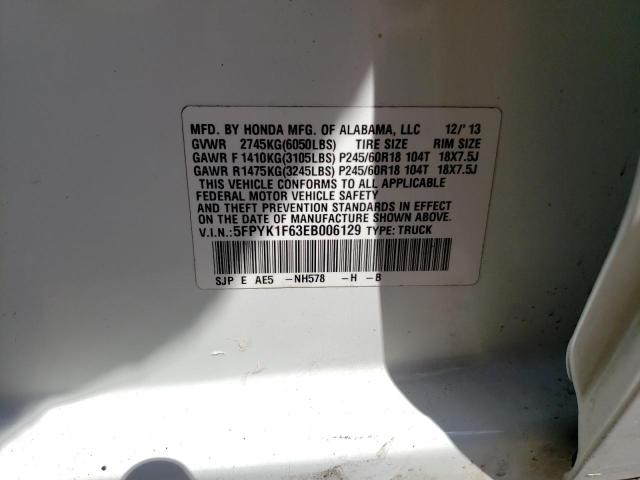 MFD. BY HONDA MFG. OF ALABAMA, LLC 12/'13
GVWR 2745KG(6050LBS) TIRE SIZE RIM SIZE
GAWR F 1410KG(3105LBS) P245/60R18 104T 18X7.5J
GAWR R 1475KG(3245LBS) P245/60R18 104T 18X7.5J
THIS VEHICLE CONFORMS TO ALL APPLICABLE
FEDERAL MOTOR VEHICLE SAFETY
AND THEFT PREVENTION STANDARDS IN EFFECT
ON THE DATE OF MANUFACTURE SHOWN ABOVE.
V.I.N.: 5FPYK1F63EB006129 TYPE: TRUCK
SJP E AE5 -NH578 -H -B